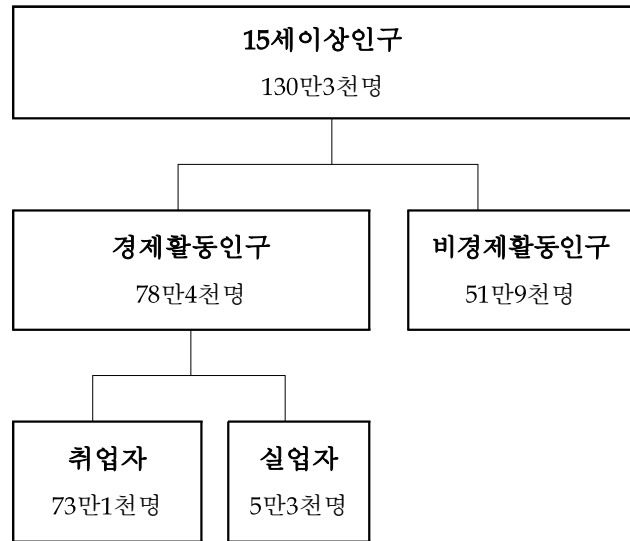 15세이상인구
130만3천명
경제활동인구
78만4천명
비경제활동인구
51만9천명
취업자
73만1천명
실업자
5만3천명